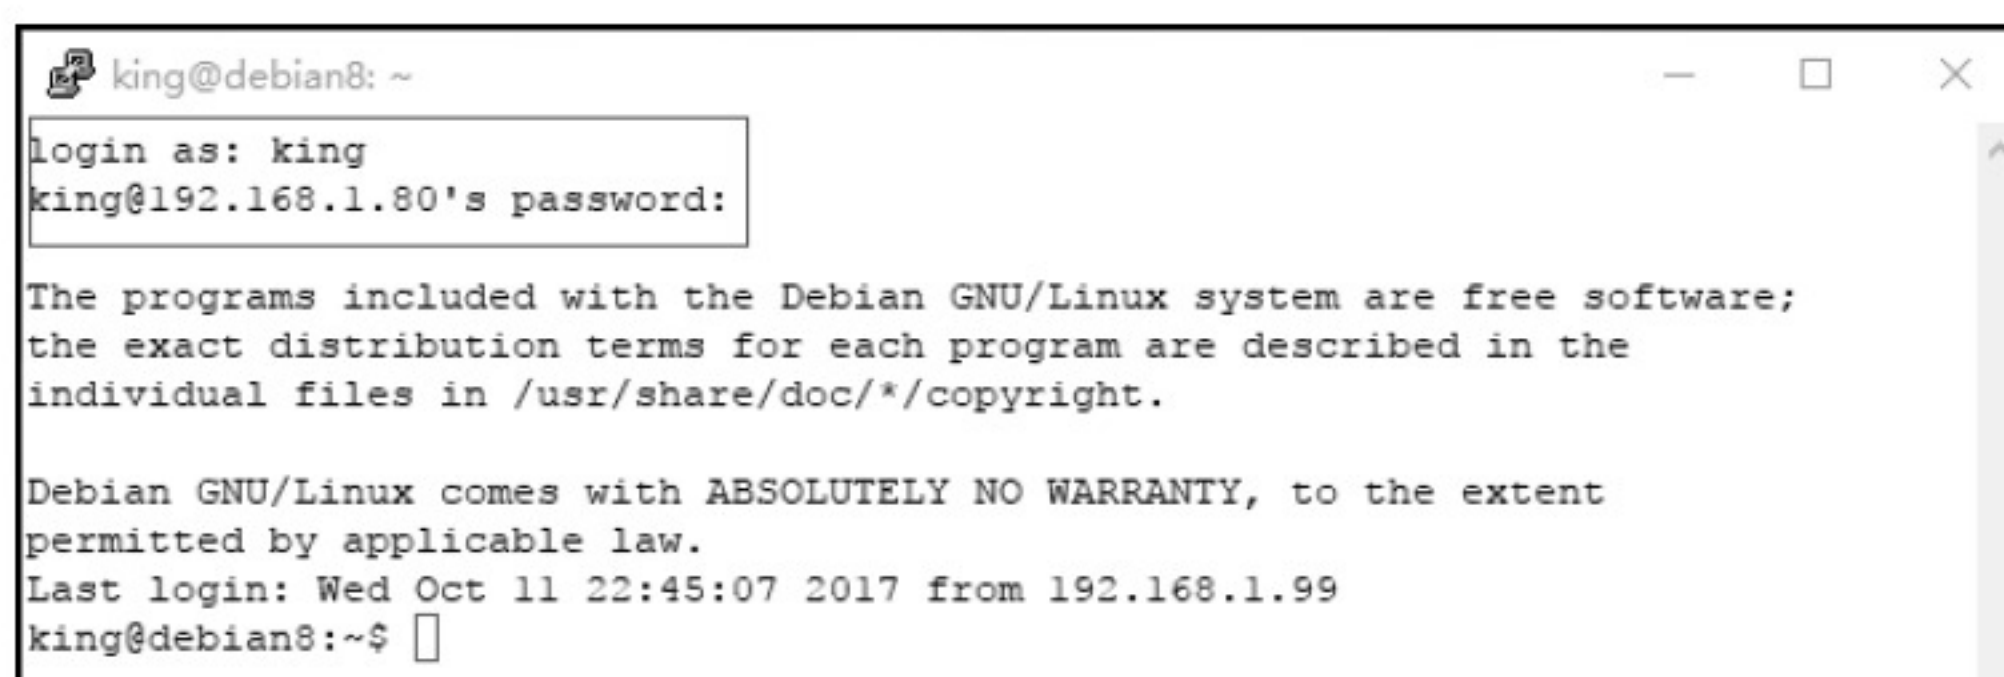 king@debian8: ~
login as: king
king@192.168.1.80's password:
The programs included with the Debian GNU/Linux system are free software;
the exact distribution terms for each program are described in the
individual files in /usr/share/doc/*/copyright.
Debian GNU/Linux comes with ABSOLUTELY NO WARRANTY, to the extent
permitted by applicable law.
Last login: Wed Oct 11 22:45:07 2017 from 192.168.1.99
king@debian8:~$